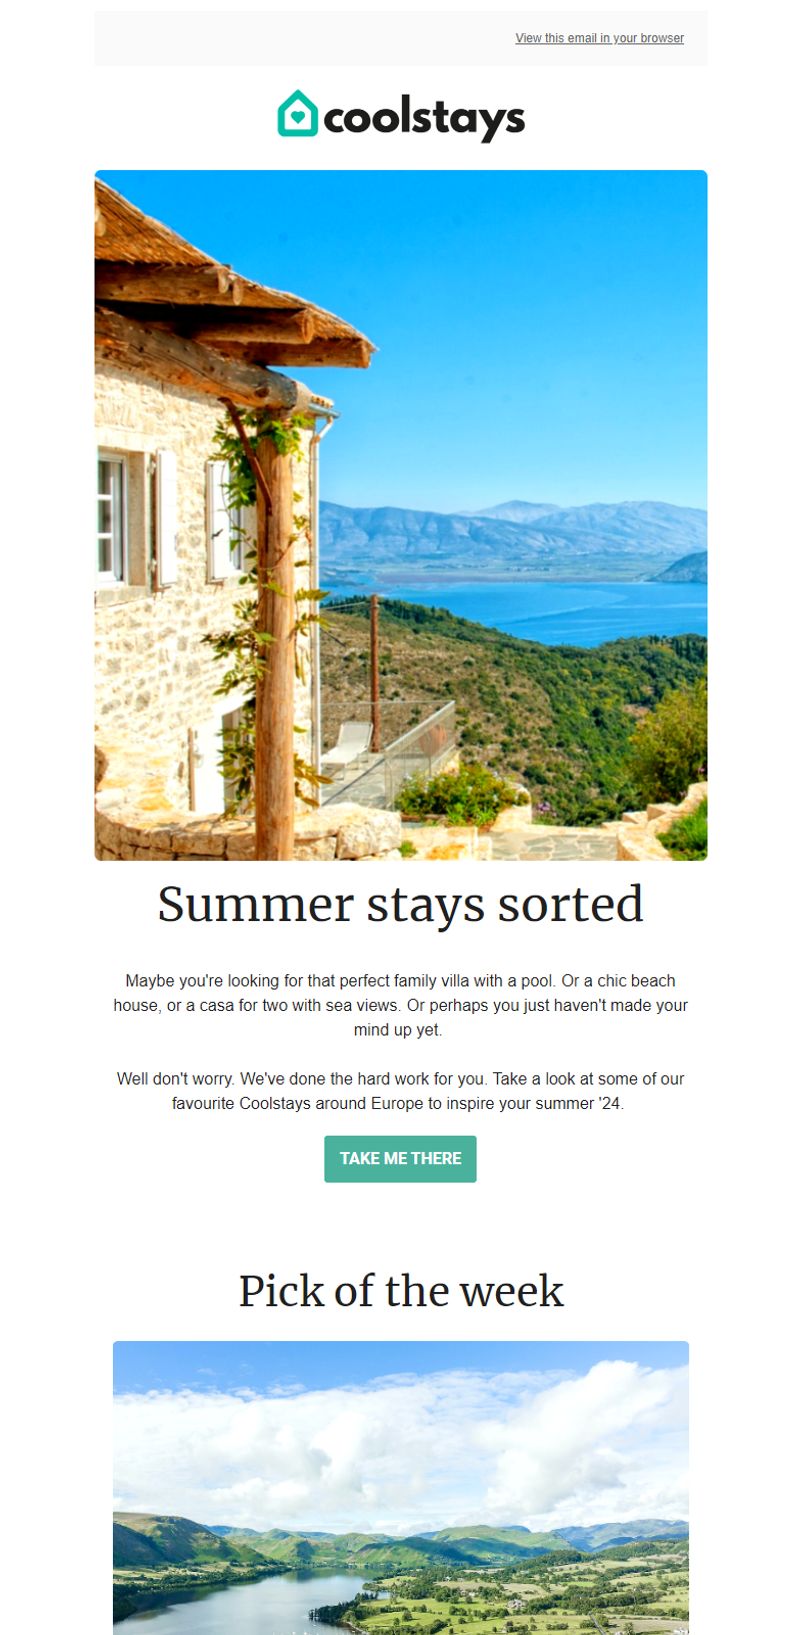 View this email in your browser
coolstays
Summer stays sorted
Maybe you're looking for that perfect family villa with a pool. Or a chic beach
house, or a casa for two with sea views. Or perhaps you just haven't made your
mind up yet.
Well don't worry. We've done the hard work for you. Take a look at some of our
favourite Coolstays around Europe to inspire your summer '24.
TAKE ME THERE
Pick of the week